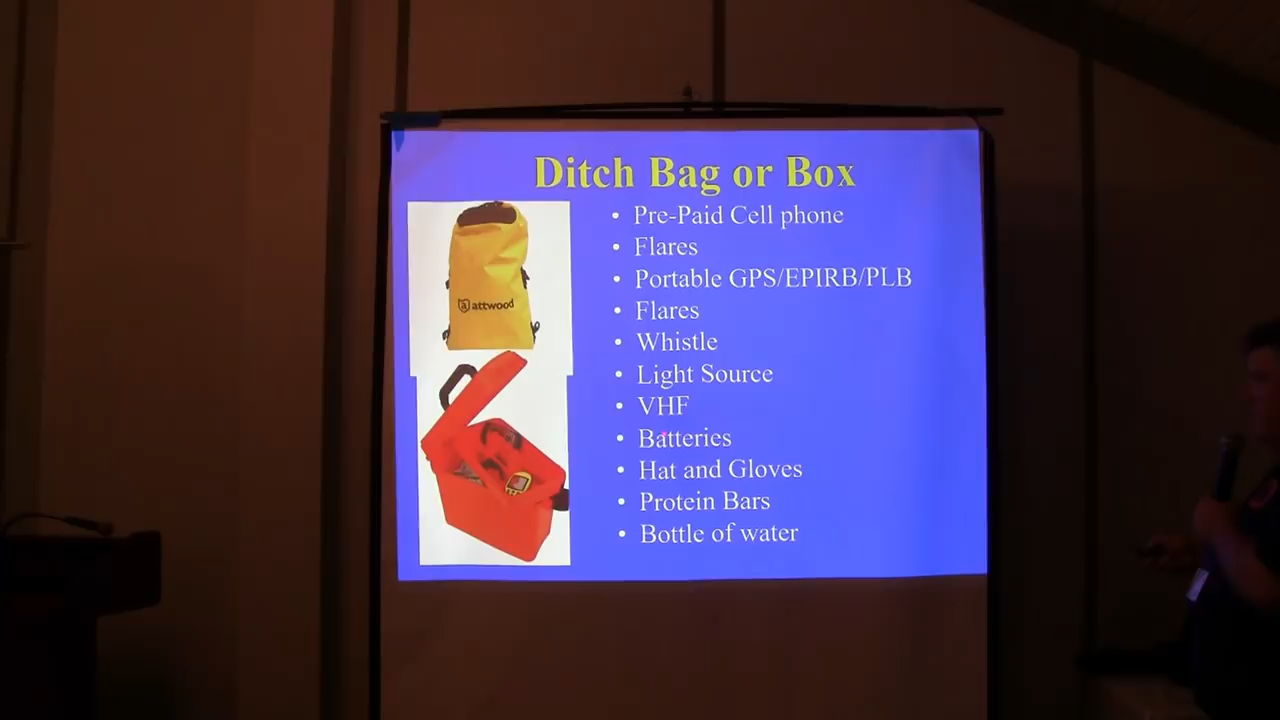 Ditch Bag or Box
attwood
• Pre-Paid Cell phone
• Flares
• Portable GPS/EPIRB/PLB
• Flares
• Whistle
• Light Source
• VHF
• Batteries
• Hat and Gloves
• Protein Bars
• Bottle of water